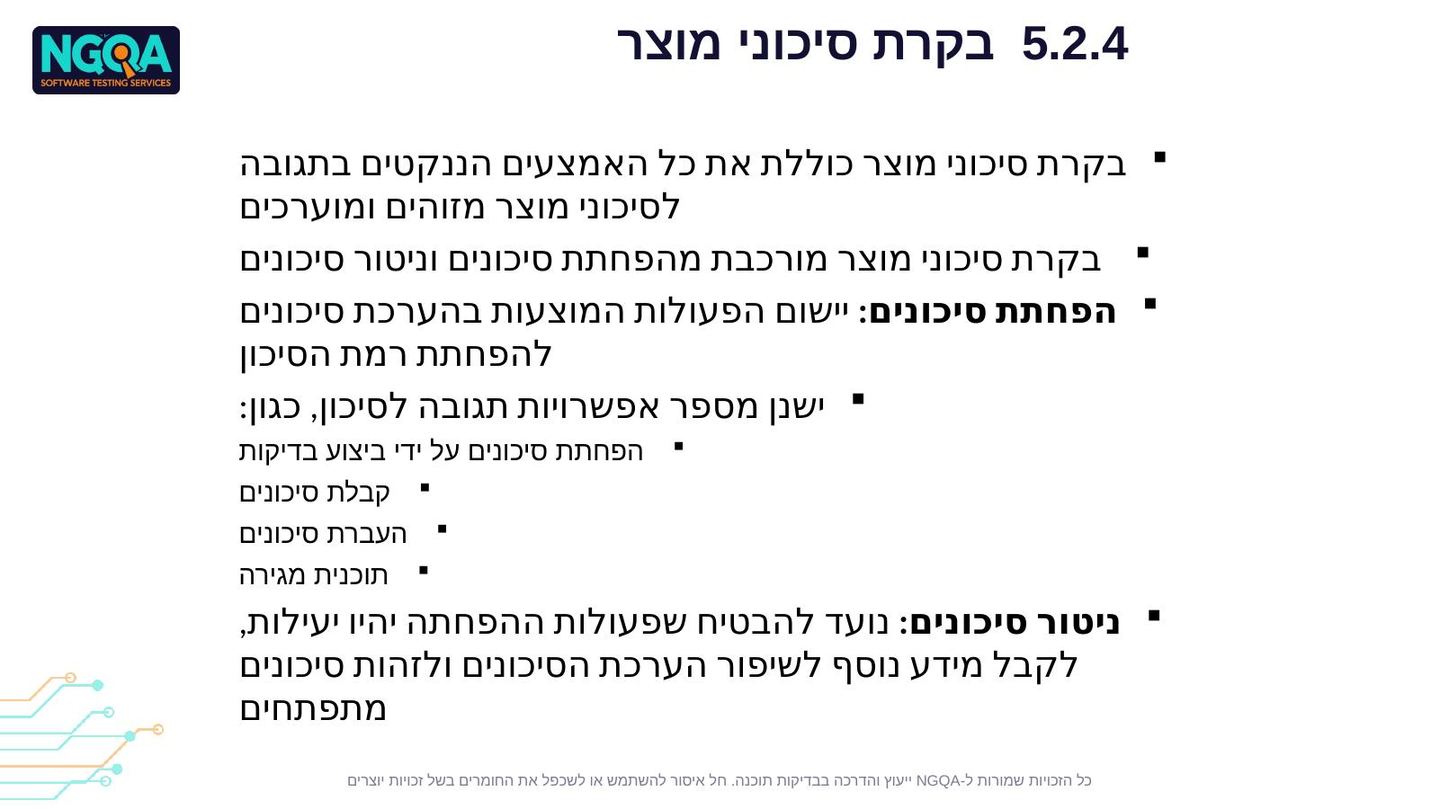 NGQA
SOFTWARE TESTING SERVICES
5.2.4 בקרת סיכוני מוצר
▪ בקרת סיכוני מוצר כוללת את כל האמצעים הננקטים בתגובה
לסיכוני מוצר מזוהים ומוערכים
▪ בקרת סיכוני מוצר מורכבת מהפחתת סיכונים וניטור סיכונים
▪ הפחתת סיכונים: יישום הפעולות המוצעות בהערכת סיכונים
להפחתת רמת הסיכון
▪ ישנן מספר אפשרויות תגובה לסיכון, כגון:
▪ הפחתת סיכונים על ידי ביצוע בדיקות
▪ קבלת סיכונים
▪ העברת סיכונים
▪ תוכנית מגירה
▪ ניטור סיכונים: נועד להבטיח שפעולות ההפחתה יהיו יעילות,
לקבל מידע נוסף לשיפור הערכת הסיכונים ולזהות סיכונים
מתפתחים
כל הזכויות שמורות ל-NGQA ייעוץ והדרכה בבדיקות תוכנה. חל איסור להשתמש או לשכפל את החומרים בשל זכויות יוצרים